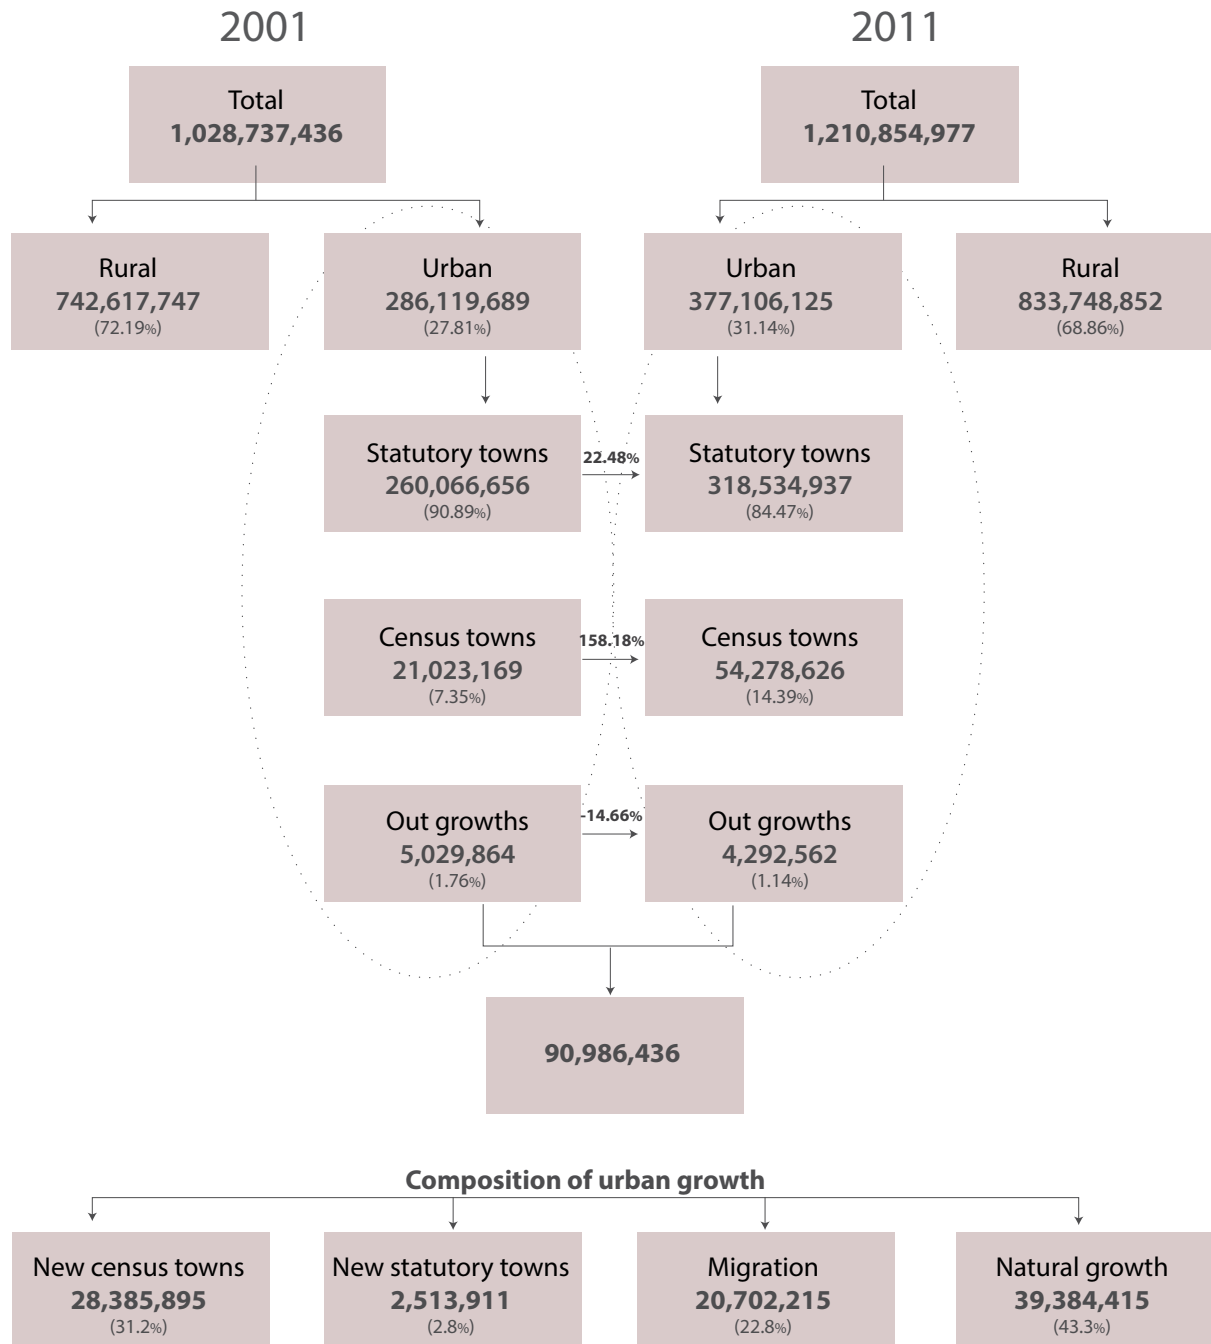 2001
2011
Total
1,028,737,436
Total
1,210,854,977
Rural
742,617,747
(72.19%)
Urban
286,119,689
(27.81%)
Urban
377,106,125
(31.14%)
Rural
833,748,852
(68.86%)
Statutory towns
260,066,656
(90.89%)
22.48%
Statutory towns
318,534,937
(84.47%)
Census towns
21,023,169
(7.35%)
158.18%
Census towns
54,278,626
(14.39%)
Out growths
5,029,864
(1.76%)
-14.66%
Out growths
4,292,562
(1.14%)
90,986,436
Composition of urban growth
New census towns
28,385,895
(31.2%)
New statutory towns
2,513,911
(2.8%)
Migration
20,702,215
(22.8%)
Natural growth
39,384,415
(43.3%)